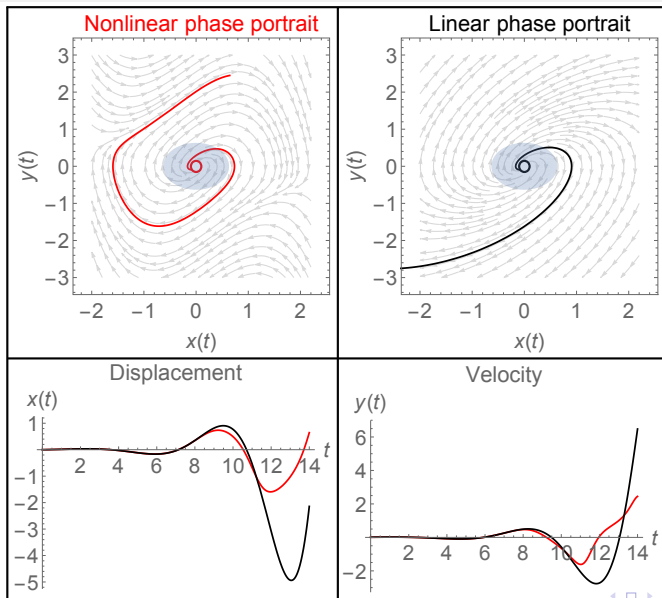 Nonlinear phase portrait
3
2
1
0
−1
−2
−3
−2 −1 0 1 2
y(t)
x(t)
Linear phase portrait
3
2
1
0
−1
−2
−3
−2 −1 0 1 2
y(t)
x(t)
Displacement
x(t)
1
2 4 6 8 10 12 14 t
−1
−2
−3
−4
−5
Velocity
y(t)
6
4
2
2 4 6 8 10 12 14 t
−2